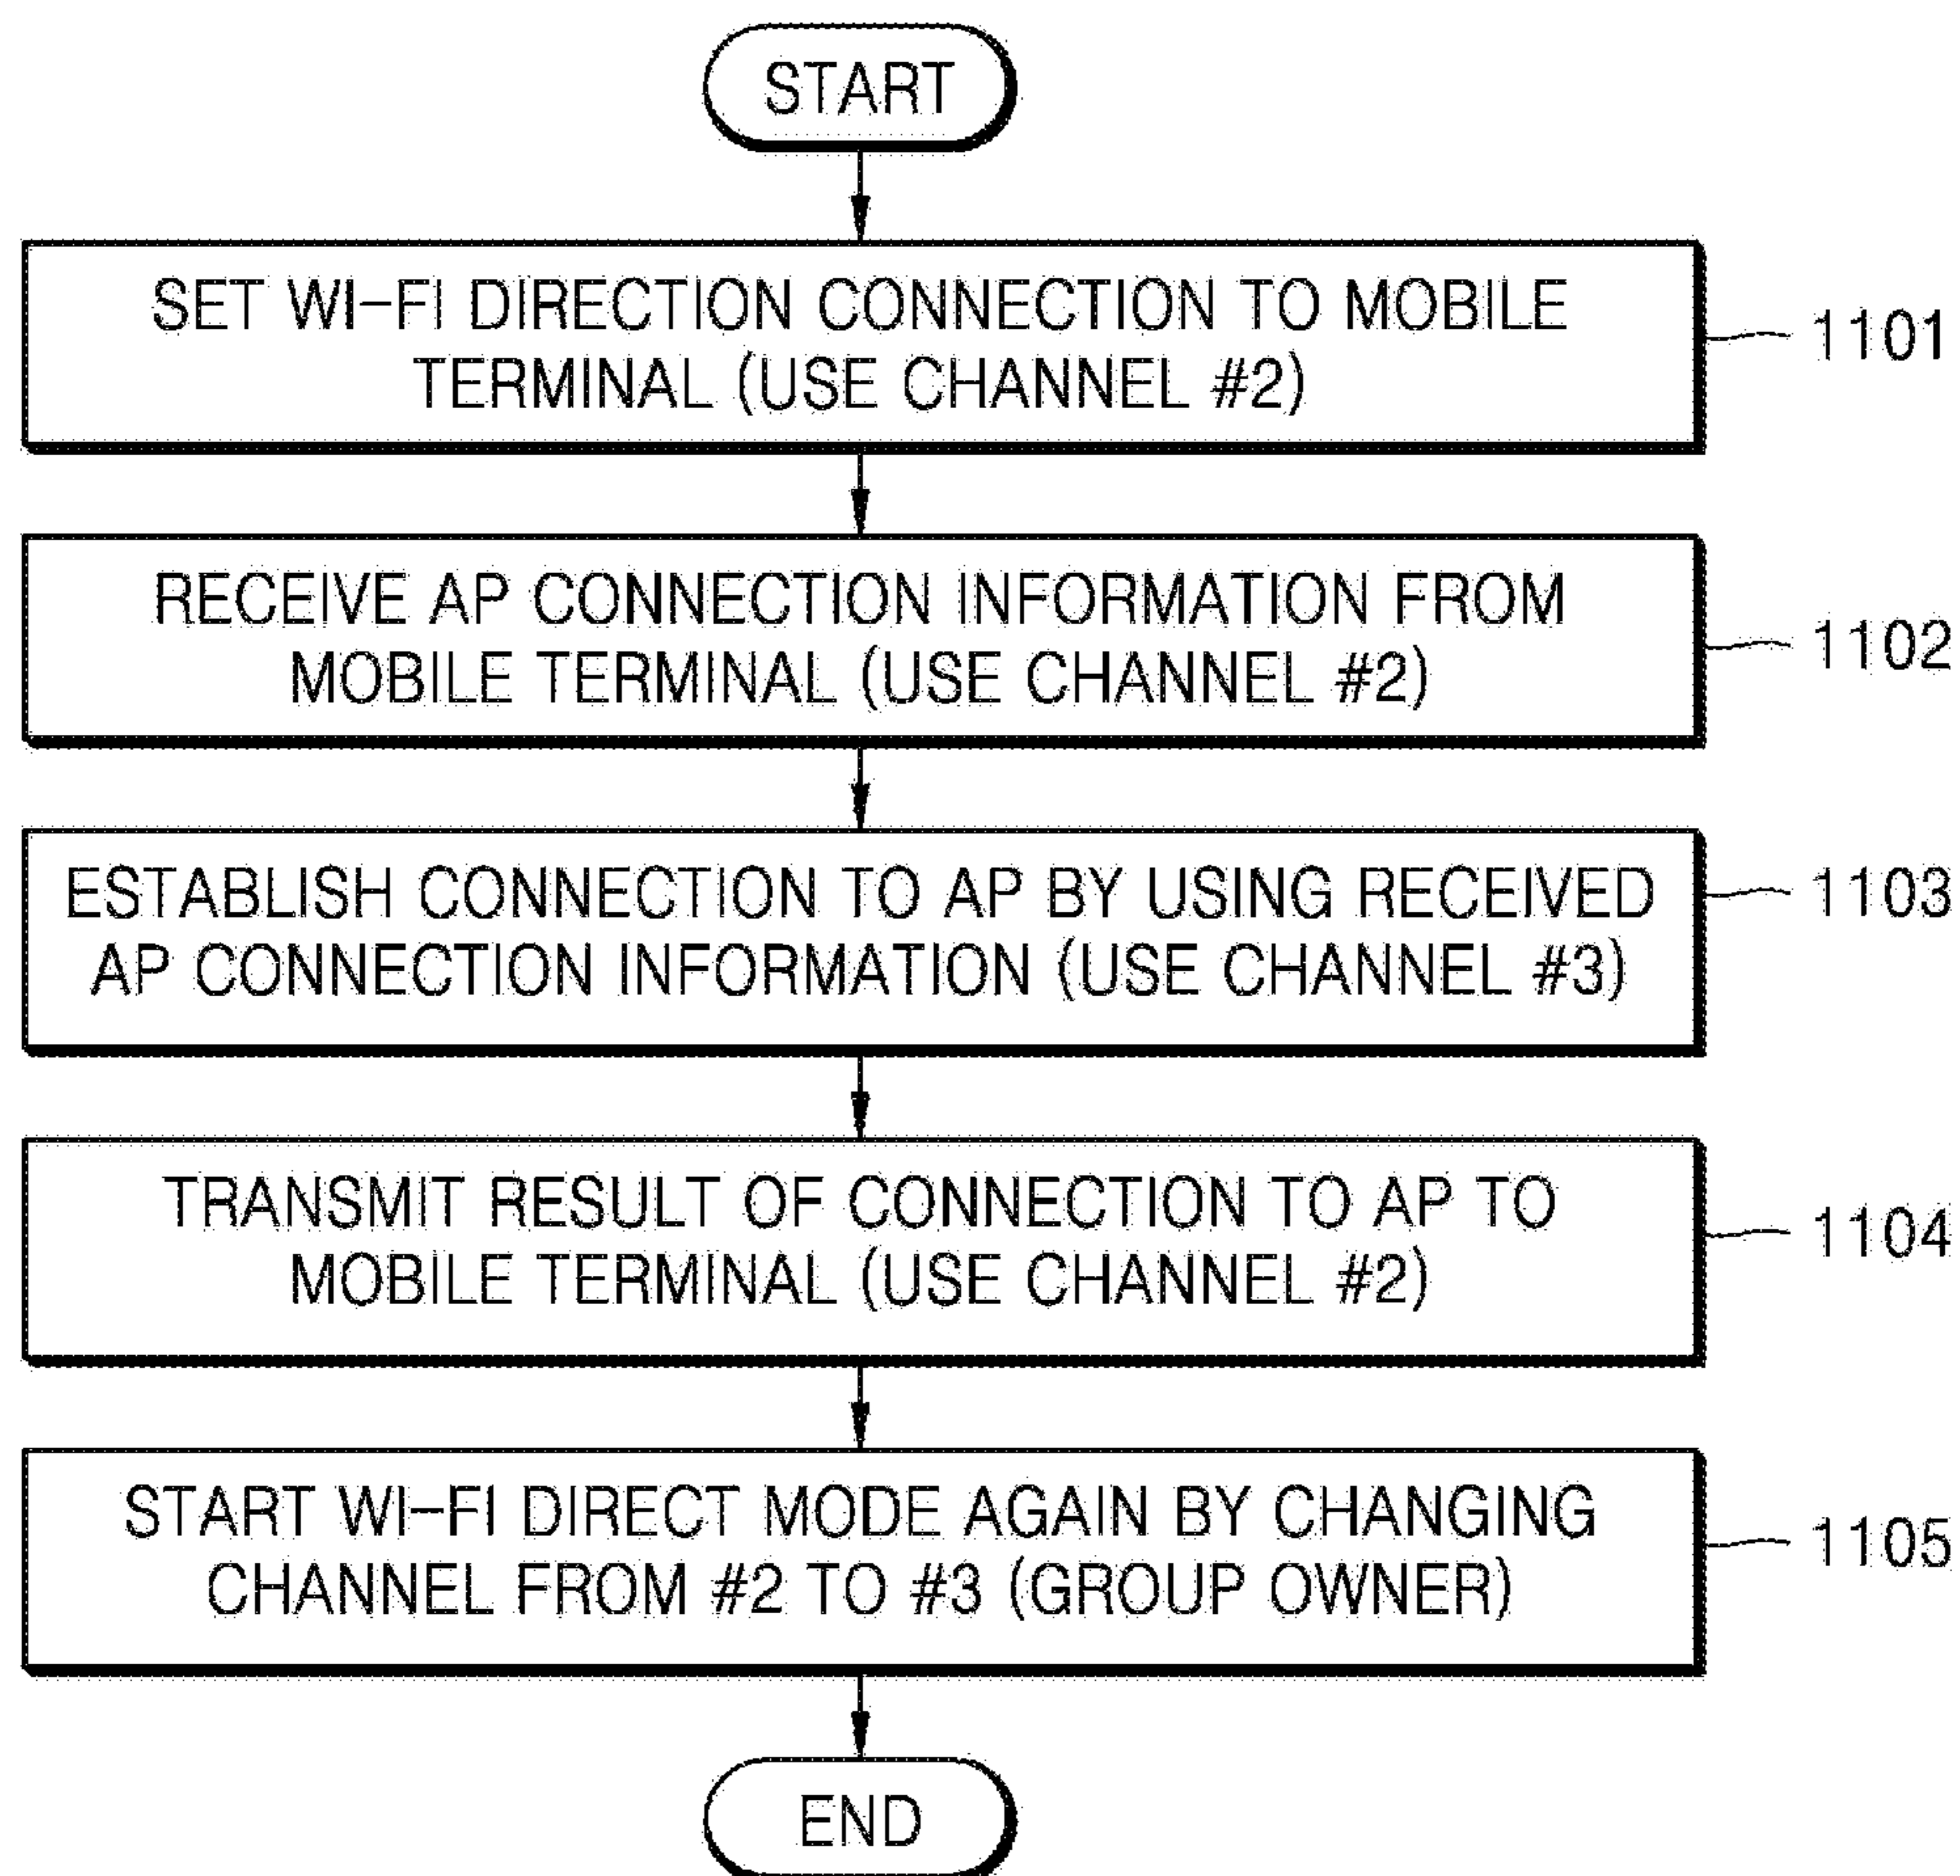 START
SET WI-FI DIRECTION CONNECTION TO MOBILE
TERMINAL (USE CHANNEL #2)
1101
RECEIVE AP CONNECTION INFORMATION FROM
MOBILE TERMINAL (USE CHANNEL #2)
1102
ESTABLISH CONNECTION TO AP BY USING RECEIVED
AP CONNECTION INFORMATION (USE CHANNEL #3)
1103
TRANSMIT RESULT OF CONNECTION TO AP TO
MOBILE TERMINAL (USE CHANNEL #2)
1104
START WI-FI DIRECT MODE AGAIN BY CHANGING
CHANNEL FROM #2 TO #3 (GROUP OWNER)
1105
END